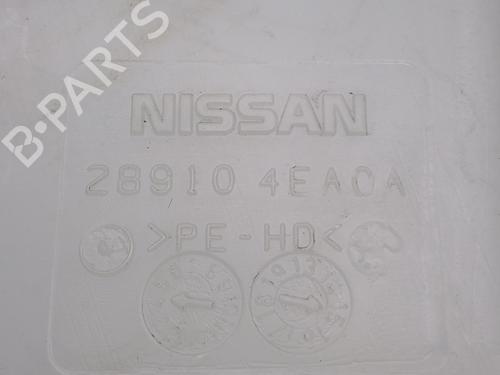 B-PARTS
NISSAN
28910 4EA0A
>PE-HD<